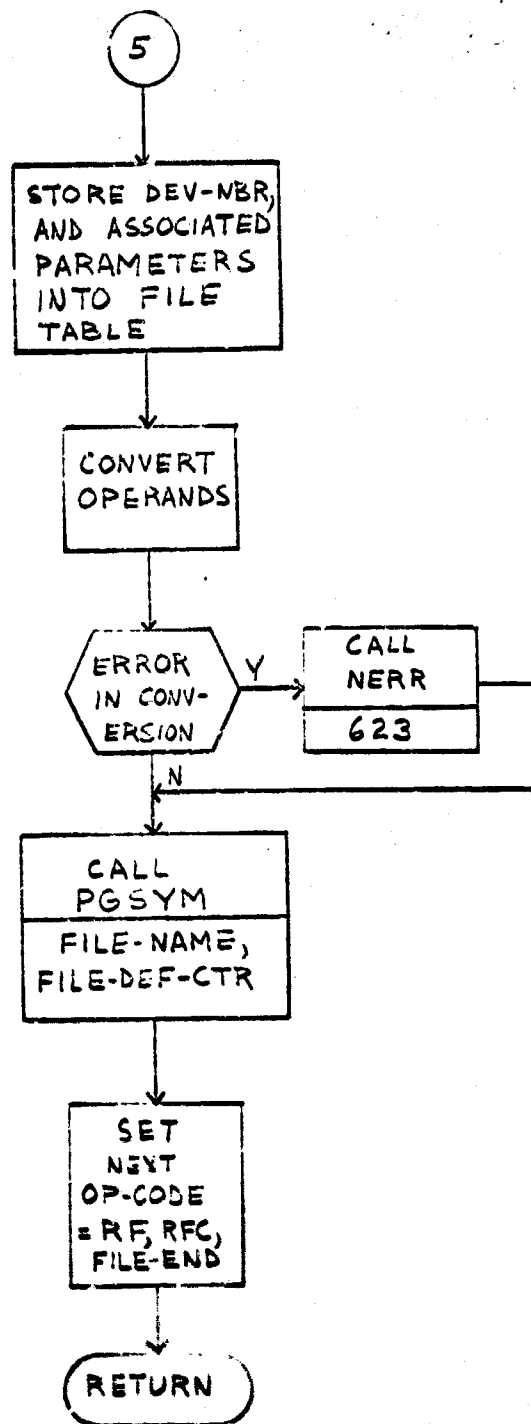 5
STORE DEV-NBR,
AND ASSOCIATED
PARAMETERS
INTO FILE
TABLE
CONVERT
OPERANDS
ERROR
IN CONV-
ERSION
Y
CALL
NERR
623
N
CALL
PGSYM
FILE-NAME,
FILE-DEF-CTR
SET
NEXT
OP-CODE
= RF, RFC,
FILE-END
RETURN